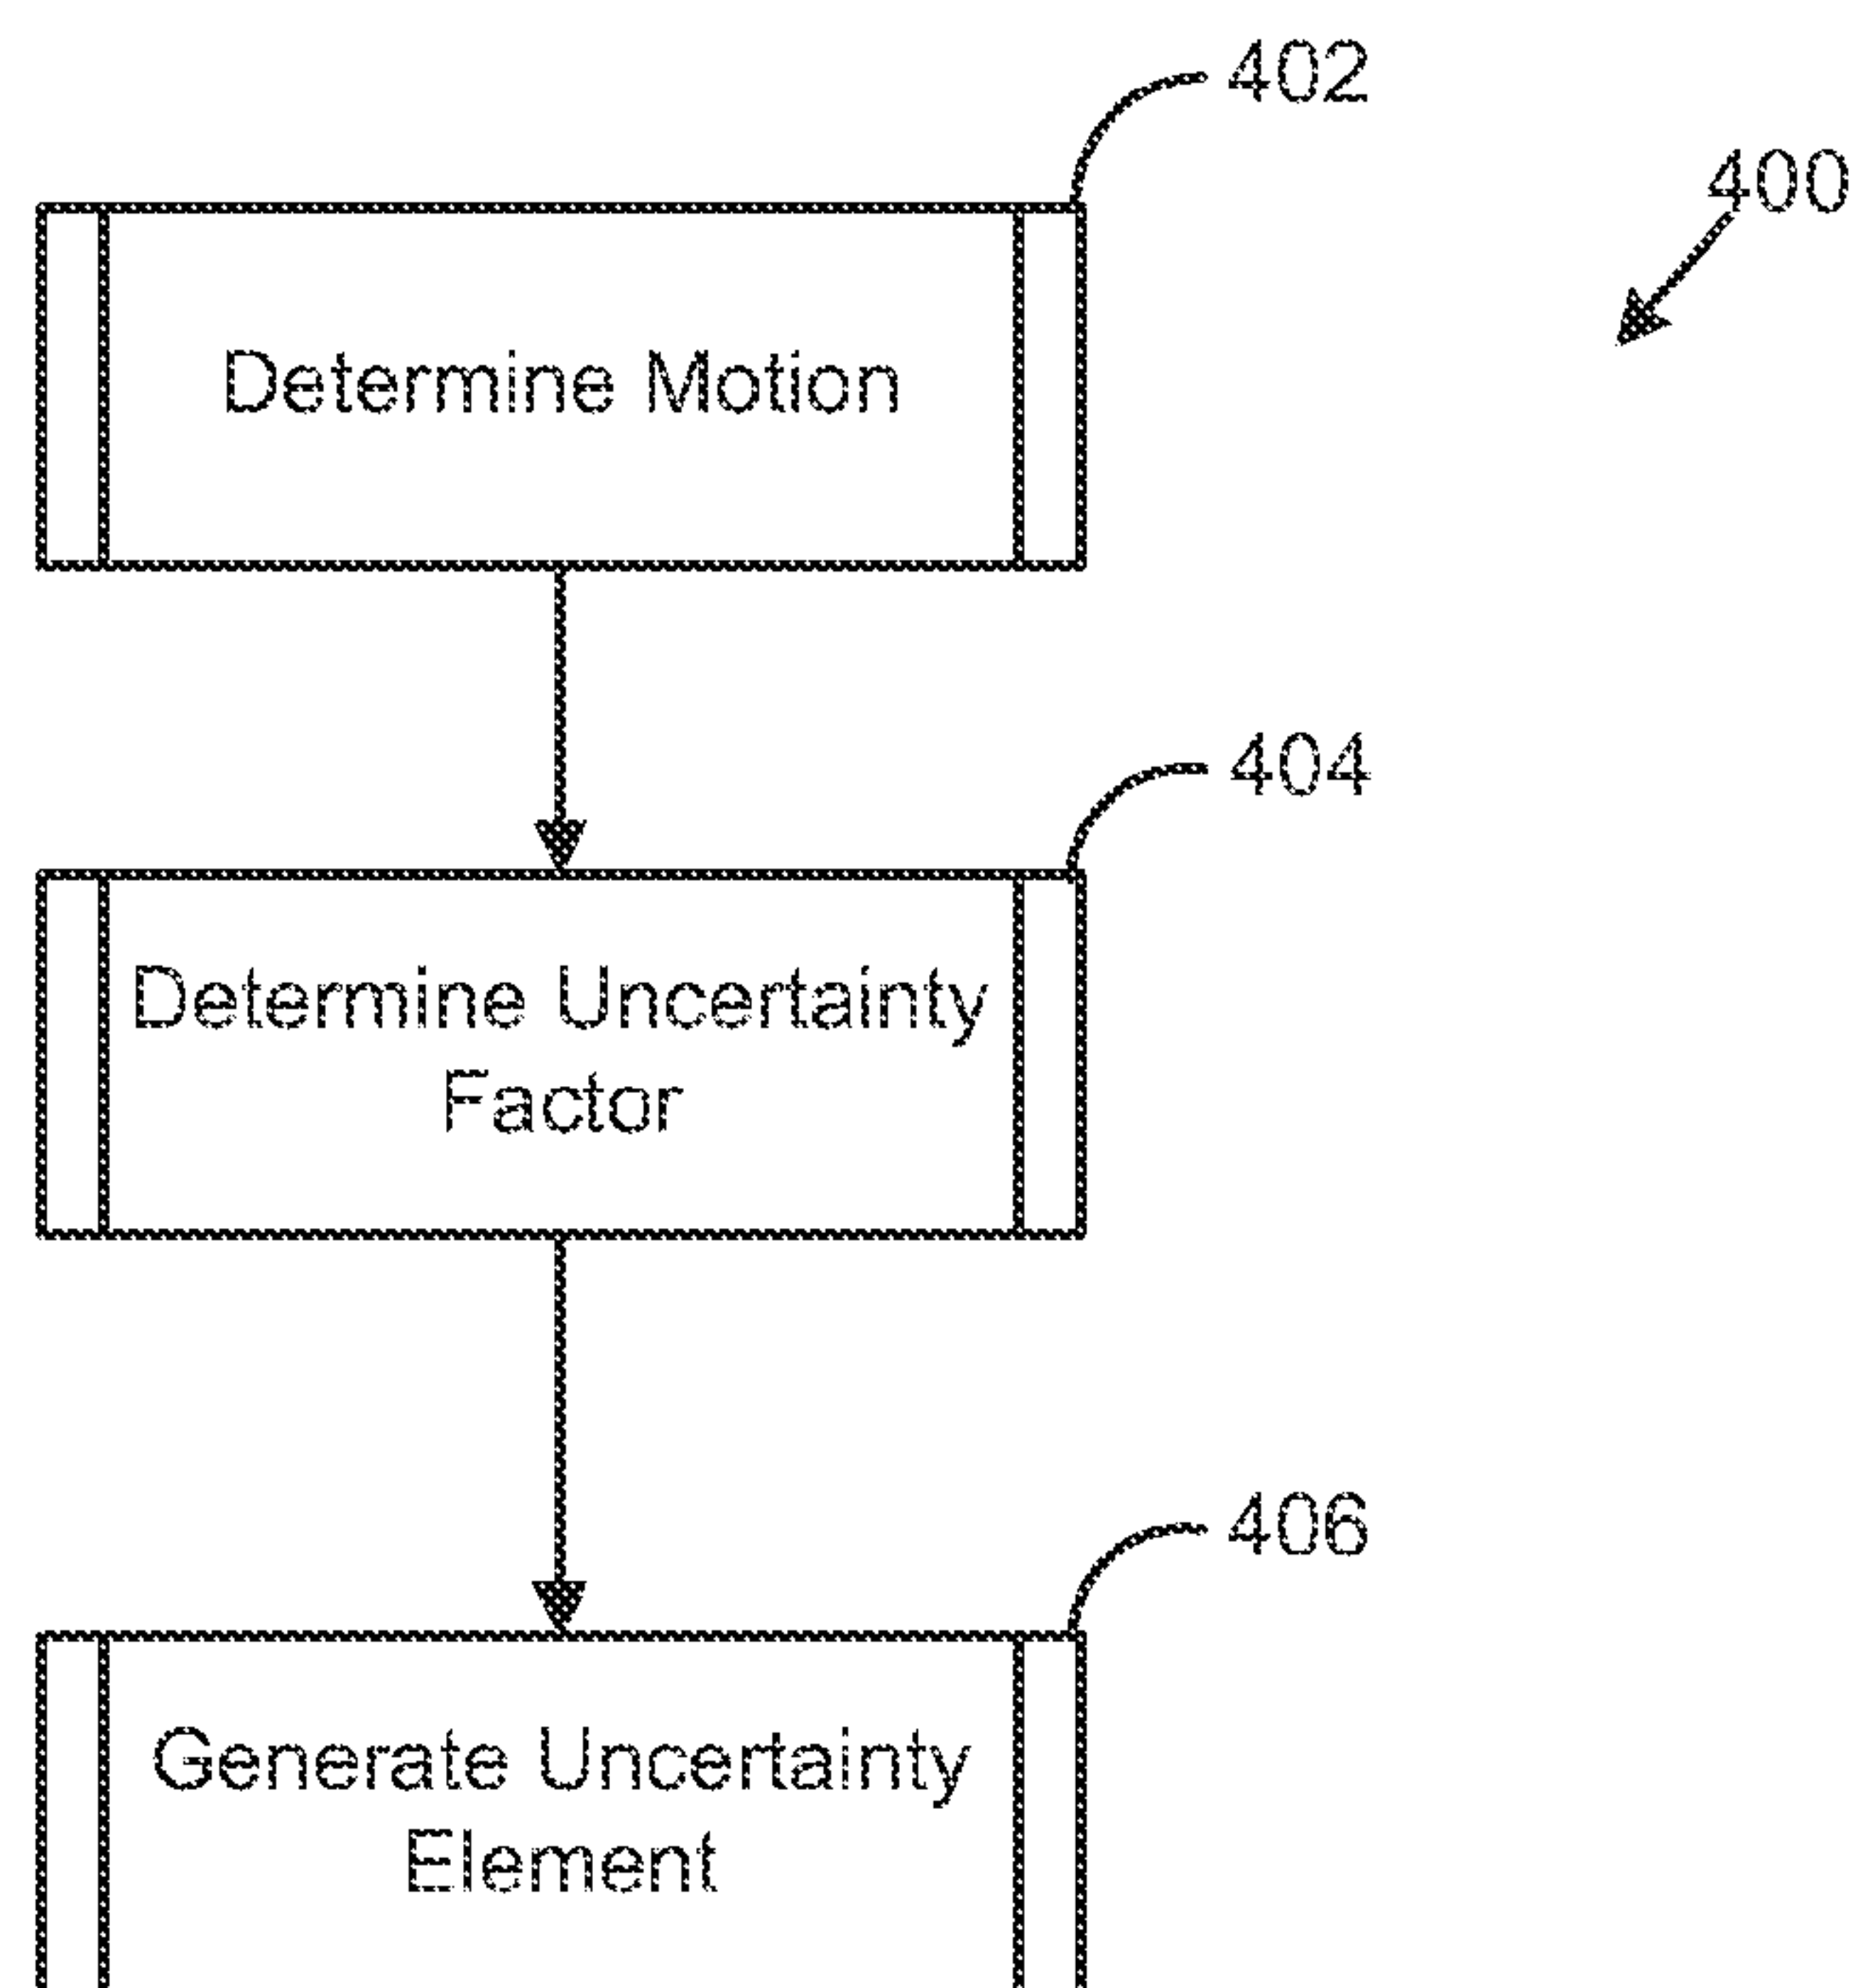 402
400
Determine Motion
404
Determine Uncertainty
Factor
406
Generate Uncertainty
Element